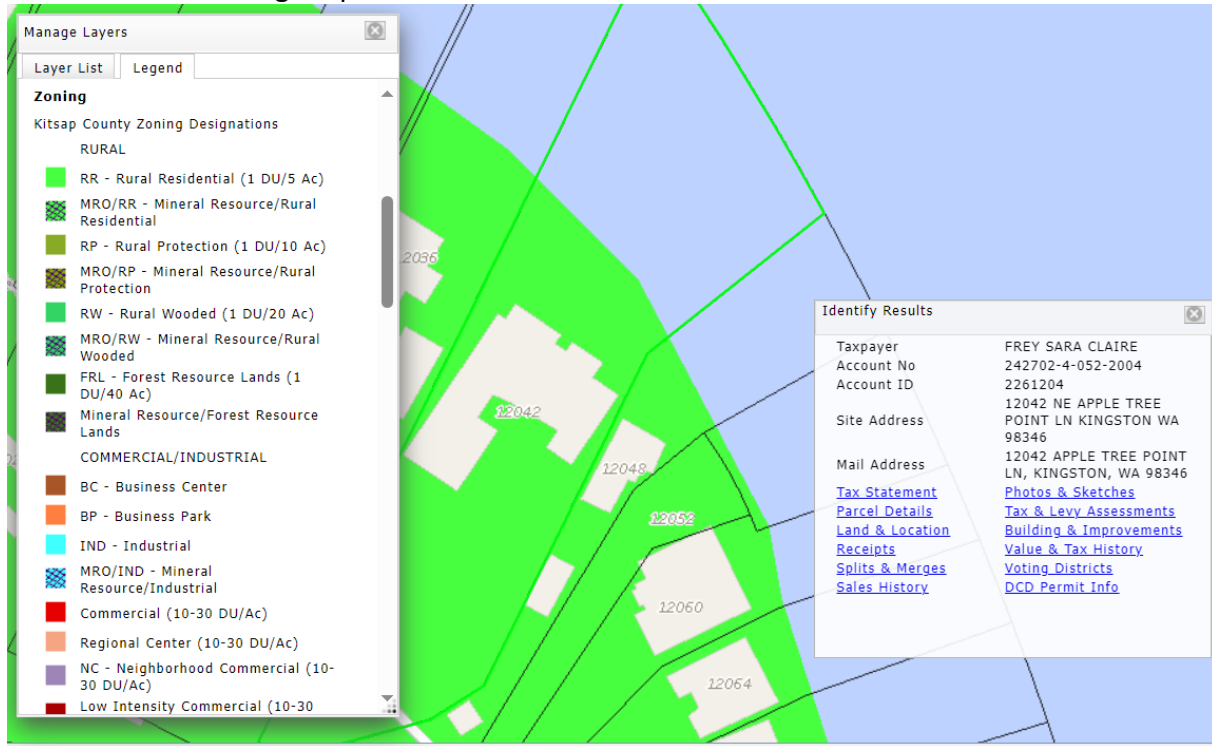 Manage Layers
Layer List Legend
Zoning
Kitsap County Zoning Designations
RURAL
RR - Rural Residential (1 DU/5 Ac)
MRO/RR - Mineral Resource/Rural
Residential
RP - Rural Protection (1 DU/10 Ac)
MRO/RP - Mineral Resource/Rural
Protection
RW - Rural Wooded (1 DU/20 Ac)
MRO/RW - Mineral Resource/Rural
Wooded
FRL - Forest Resource Lands (1
DU/40 Ac)
Mineral Resource/Forest Resource
Lands
COMMERCIAL/INDUSTRIAL
BC - Business Center
BP - Business Park
IND - Industrial
MRO/IND - Mineral
Resource/Industrial
Commercial (10-30 DU/Ac)
Regional Center (10-30 DU/Ac)
NC - Neighborhood Commercial (10-
30 DU/Ac)
Low Intensity Commercial (10-30
2036
12042
12048
12052
12060
12064
Identify Results
Taxpayer FREY SARA CLAIRE
Account No 242702-4-052-2004
Account ID 2261204
Site Address 12042 NE APPLE TREE
POINT LN KINGSTON WA
98346
Mail Address 12042 APPLE TREE POINT
LN, KINGSTON, WA 98346
Tax Statement Photos & Sketches
Parcel Details Tax & Levy Assessments
Land & Location Building & Improvements
Receipts Value & Tax History
Splits & Merges Voting Districts
Sales History DCD Permit Info